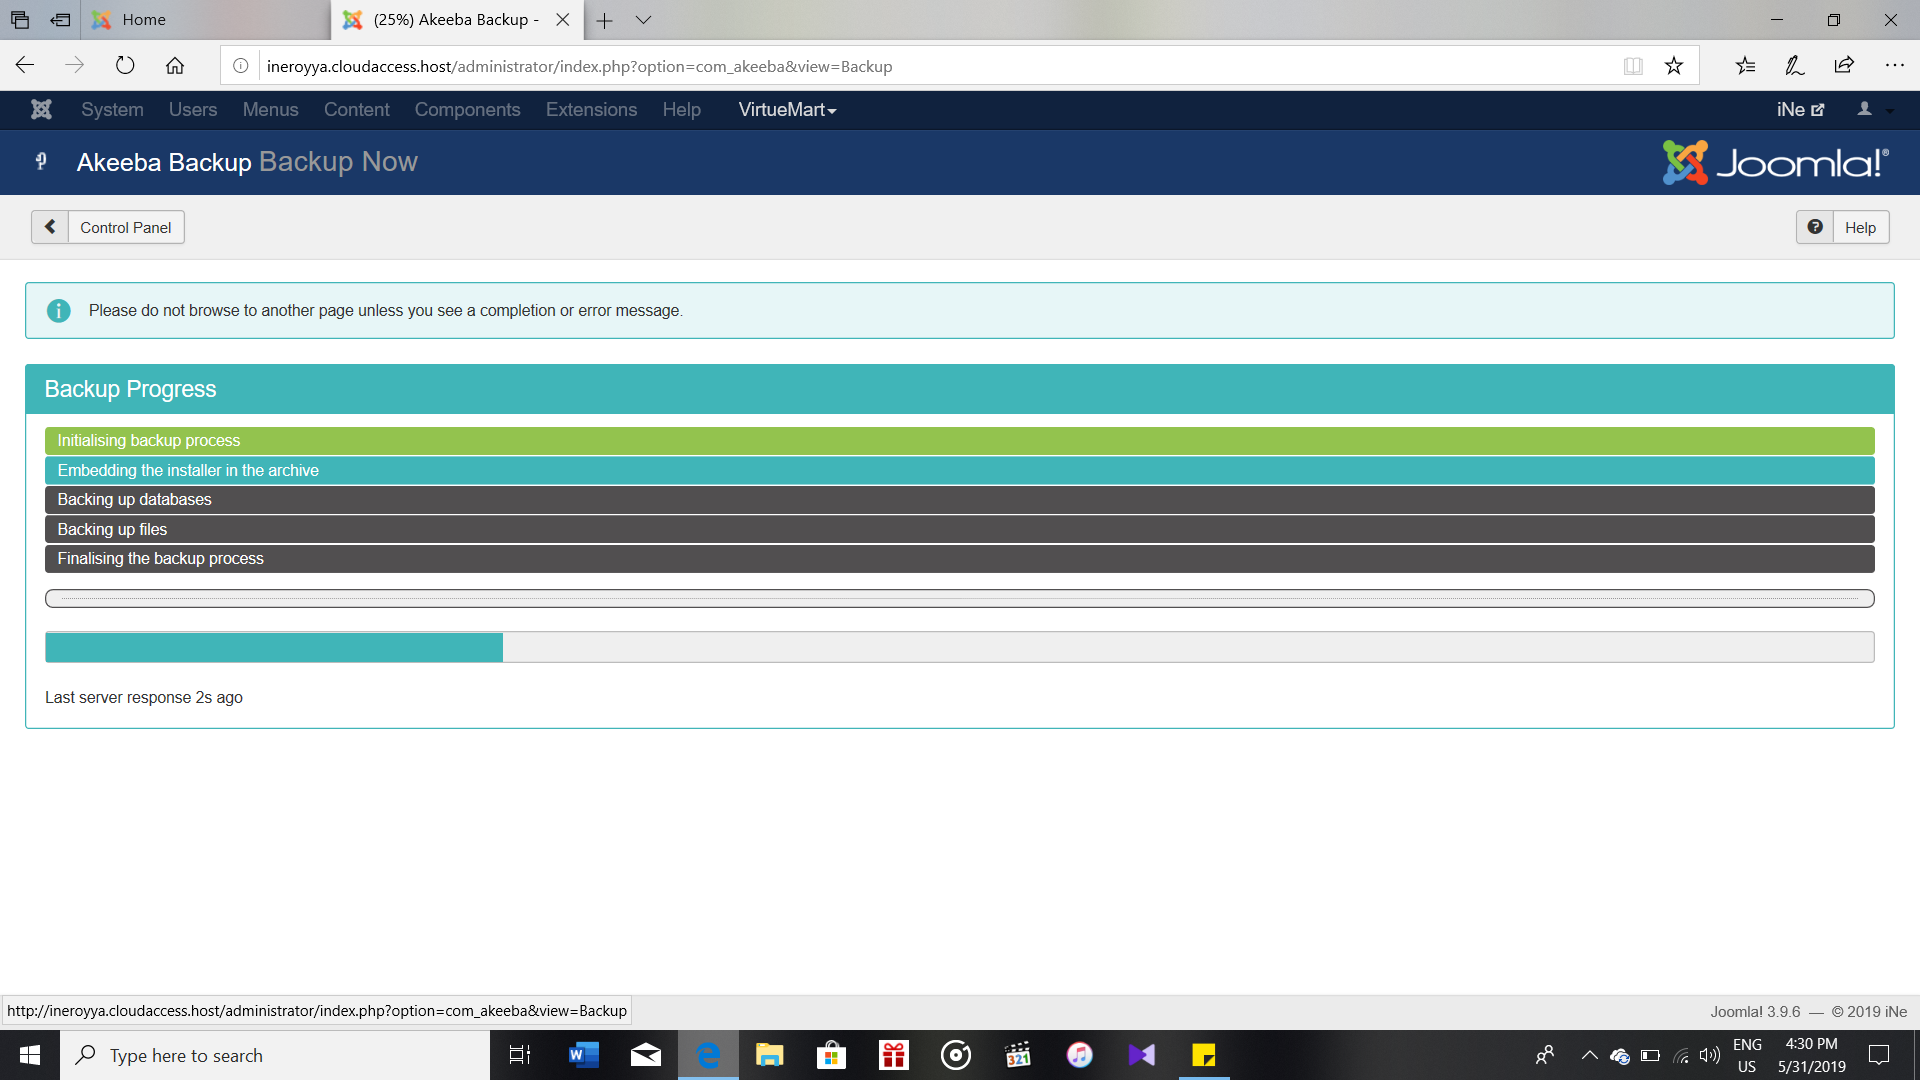 Home
(25%) Akeeba Backup -
ineroyya.cloudaccess.host/administrator/index.php?option=com_akeeba&view=Backup
System Users Menus Content Components Extensions Help VirtueMart iNe
Akeeba Backup Backup Now
Joomla!®
Control Panel
Help
Please do not browse to another page unless you see a completion or error message.
Backup Progress
Initialising backup process
Embedding the installer in the archive
Backing up databases
Backing up files
Finalising the backup process
Last server response 2s ago
http://ineroyya.cloudaccess.host/administrator/index.php?option=com_akeeba&view=Backup
Joomla! 3.9.6 — © 2019 iNe
Type here to search
W
321
ENG
US
4:30 PM
5/31/2019